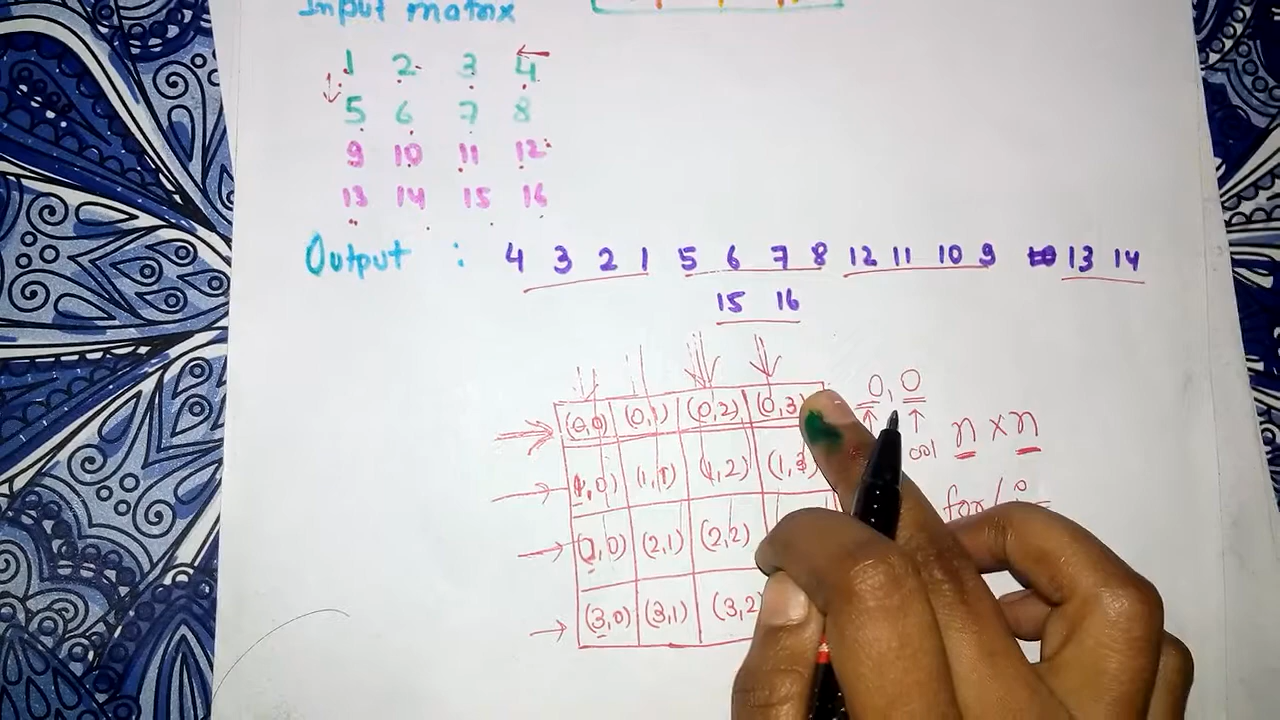 Input matrix
1 2 3 4
5 6 7 8
9 10 11 12
13 14 15 16
Output : 4 3 2 1 5 6 7 8 12 11 10 9 13 14
15 16
(0,0) (0,1) (0,2) (0,3) 0,0
(1,0) (1,1) (1,2) (1,3) col n x n
(2,0) (2,1) (2,2) for(
(3,0) (3,1) (3,2